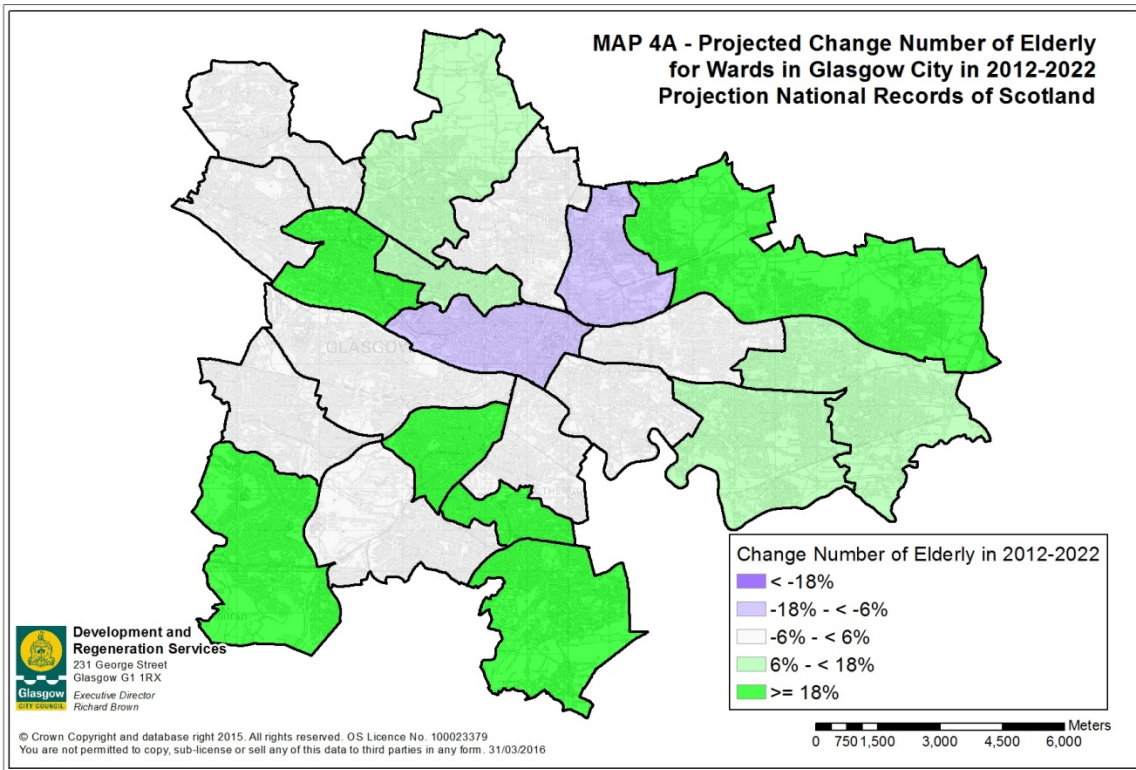 MAP 4A - Projected Change Number of Elderly
for Wards in Glasgow City in 2012-2022
Projection National Records of Scotland
GLASGOW
Change Number of Elderly in 2012-2022
< -18%
-18% - < -6%
-6% - < 6%
6% - < 18%
>= 18%
Meters
0 750 1,500 3,000 4,500 6,000
Development and
Regeneration Services
231 George Street
Glasgow G1 1RX
Executive Director
Richard Brown
Glasgow
CITY COUNCIL
© Crown Copyright and database right 2015. All rights reserved. OS Licence No. 100023379
You are not permitted to copy, sub-license or sell any of this data to third parties in any form. 31/03/2016